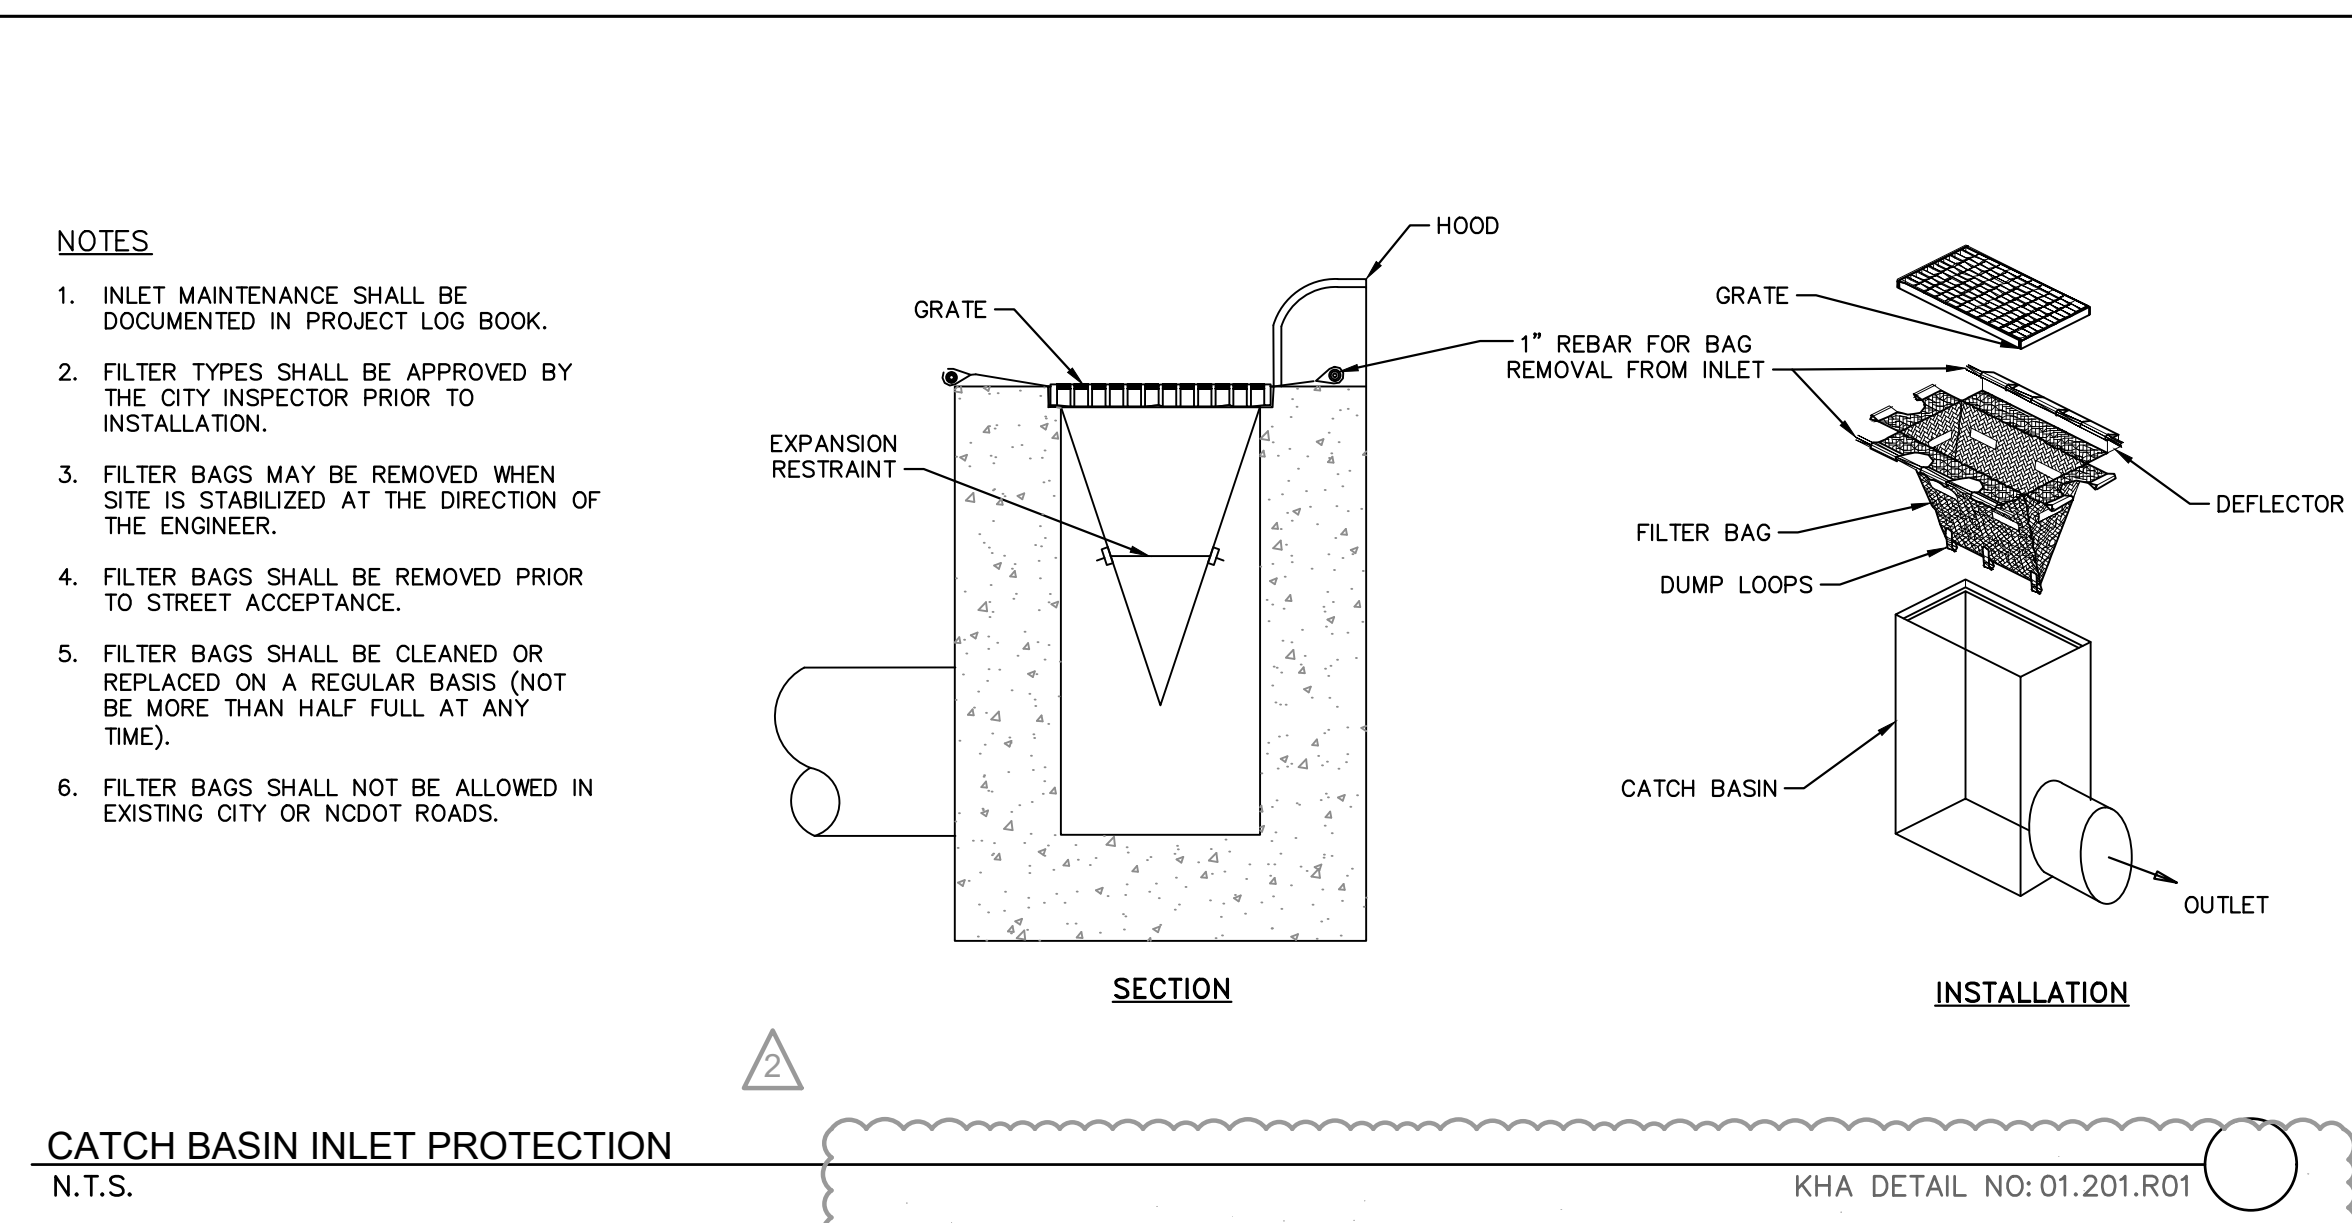 NOTES
1. INLET MAINTENANCE SHALL BE
DOCUMENTED IN PROJECT LOG BOOK.
2. FILTER TYPES SHALL BE APPROVED BY
THE CITY INSPECTOR PRIOR TO
INSTALLATION.
3. FILTER BAGS MAY BE REMOVED WHEN
SITE IS STABILIZED AT THE DIRECTION OF
THE ENGINEER.
4. FILTER BAGS SHALL BE REMOVED PRIOR
TO STREET ACCEPTANCE.
5. FILTER BAGS SHALL BE CLEANED OR
REPLACED ON A REGULAR BASIS (NOT
BE MORE THAN HALF FULL AT ANY
TIME).
6. FILTER BAGS SHALL NOT BE ALLOWED IN
EXISTING CITY OR NCDOT ROADS.
HOOD
GRATE
1" REBAR FOR BAG
REMOVAL FROM INLET
EXPANSION
RESTRAINT
SECTION
GRATE
DEFLECTOR
FILTER BAG
DUMP LOOPS
CATCH BASIN
OUTLET
INSTALLATION
2
CATCH BASIN INLET PROTECTION
N.T.S.
KHA DETAIL NO: 01.201.R01